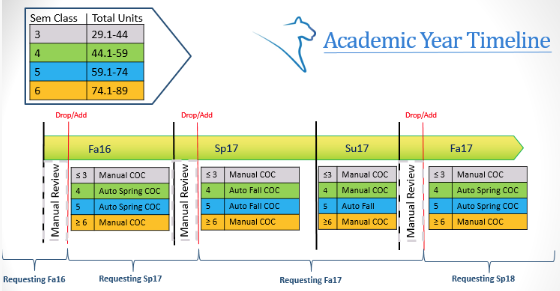 Sem Class Total Units
3 29.1-44
4 44.1-59
5 59.1-74
6 74.1-89
Academic Year Timeline
Drop/Add Drop/Add Drop/Add
Fa16 Sp17 Su17 Fa17
Manual Review
≤ 3 Manual COC
4 Auto Spring COC
5 Auto Spring COC
≥ 6 Manual COC
Manual Review
≤ 3 Manual COC
4 Auto Fall COC
5 Auto Fall COC
≥ 6 Manual COC
≤3 Manual COC
4 Manual COC
5 Auto Fall
≥6 Manual COC
Manual Review
≤ 3 Manual COC
4 Auto Spring COC
5 Auto Spring COC
≥ 6 Manual COC
Requesting Fa16 Requesting Sp17 Requesting Fa17 Requesting Sp18